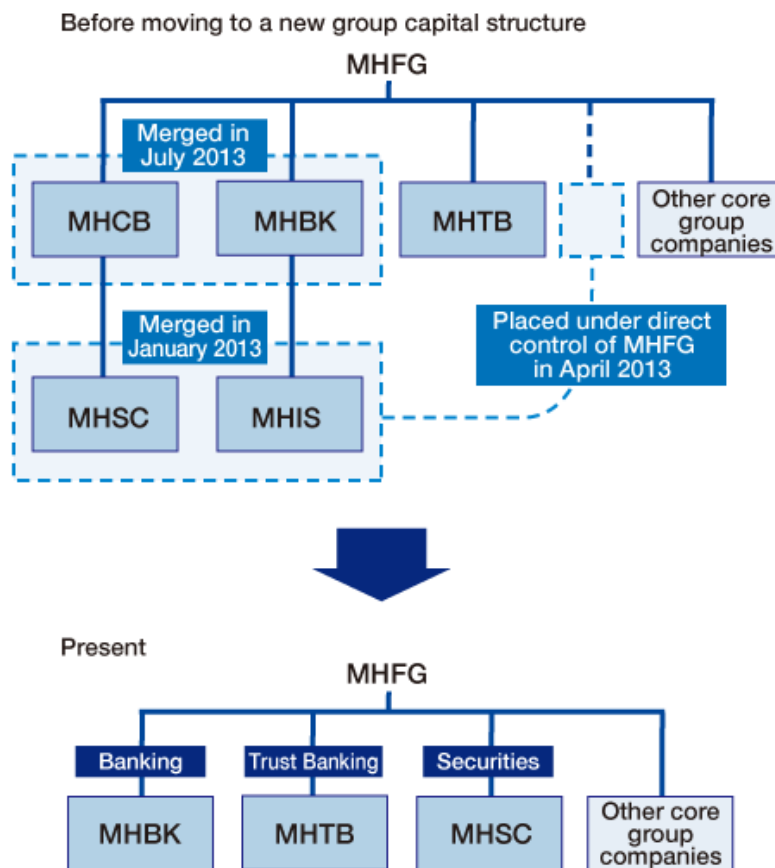 Before moving to a new group capital structure
MHFG
Merged in
July 2013
MHCB
MHBK
MHTB
Other core
group
companies
Merged in
January 2013
Placed under direct
control of MHFG
in April 2013
MHSC
MHIS
Present
MHFG
Banking
Trust Banking
Securities
MHBK
MHTB
MHSC
Other core
group
companies